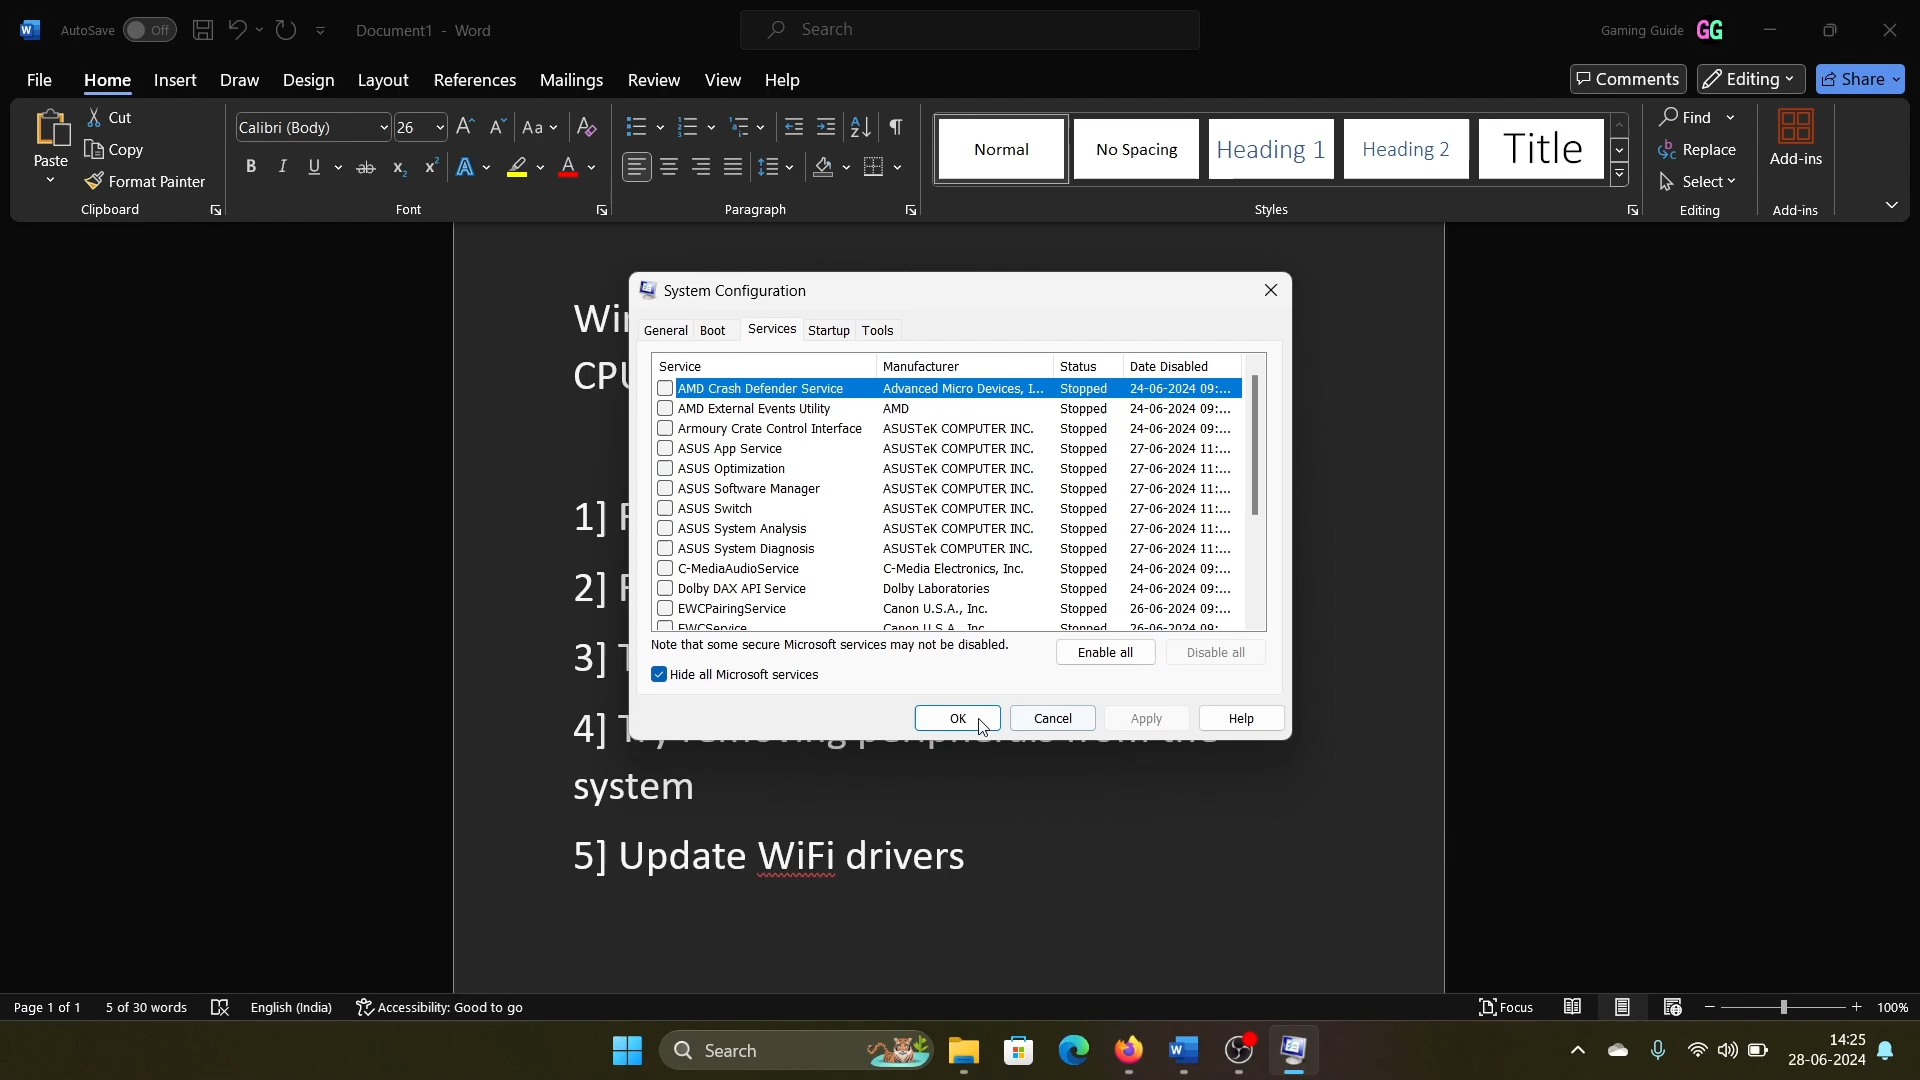 AutoSave Off Document1 - Word Search Gaming Guide GG
File Home Insert Draw Design Layout References Mailings Review View Help Comments Editing Share
Paste Cut Copy Format Painter
Clipboard
Calibri (Body) 26 Aa
B I U ab x₂ x² A A
Font
Paragraph
Normal No Spacing Heading 1 Heading 2 Title
Styles
Find
Replace
Select
Editing
Add-ins
Add-ins
CPU
1]
2]
3]
4]
system
5] Update WiFi drivers
System Configuration
General Boot Services Startup Tools
Service Manufacturer Status Date Disabled
AMD Crash Defender Service Advanced Micro Devices, I... Stopped 24-06-2024 09:...
AMD External Events Utility AMD Stopped 24-06-2024 09:...
Armoury Crate Control Interface ASUSTeK COMPUTER INC. Stopped 24-06-2024 09:...
ASUS App Service ASUSTeK COMPUTER INC. Stopped 27-06-2024 11:...
ASUS Optimization ASUSTeK COMPUTER INC. Stopped 27-06-2024 11:...
ASUS Software Manager ASUSTeK COMPUTER INC. Stopped 27-06-2024 11:...
ASUS Switch ASUSTeK COMPUTER INC. Stopped 27-06-2024 11:...
ASUS System Analysis ASUSTeK COMPUTER INC. Stopped 27-06-2024 11:...
ASUS System Diagnosis ASUSTek COMPUTER INC. Stopped 27-06-2024 11:...
C-MediaAudioService C-Media Electronics, Inc. Stopped 24-06-2024 09:...
Dolby DAX API Service Dolby Laboratories Stopped 24-06-2024 09:...
EWCPairingService Canon U.S.A., Inc. Stopped 26-06-2024 09:...
EWCService Canon U.S.A., Inc. Stopped 26-06-2024 09:...
Note that some secure Microsoft services may not be disabled. Enable all Disable all
Hide all Microsoft services
OK Cancel Apply Help
Page 1 of 1 5 of 30 words English (India) Accessibility: Good to go Focus 100%
Search 14:25
28-06-2024